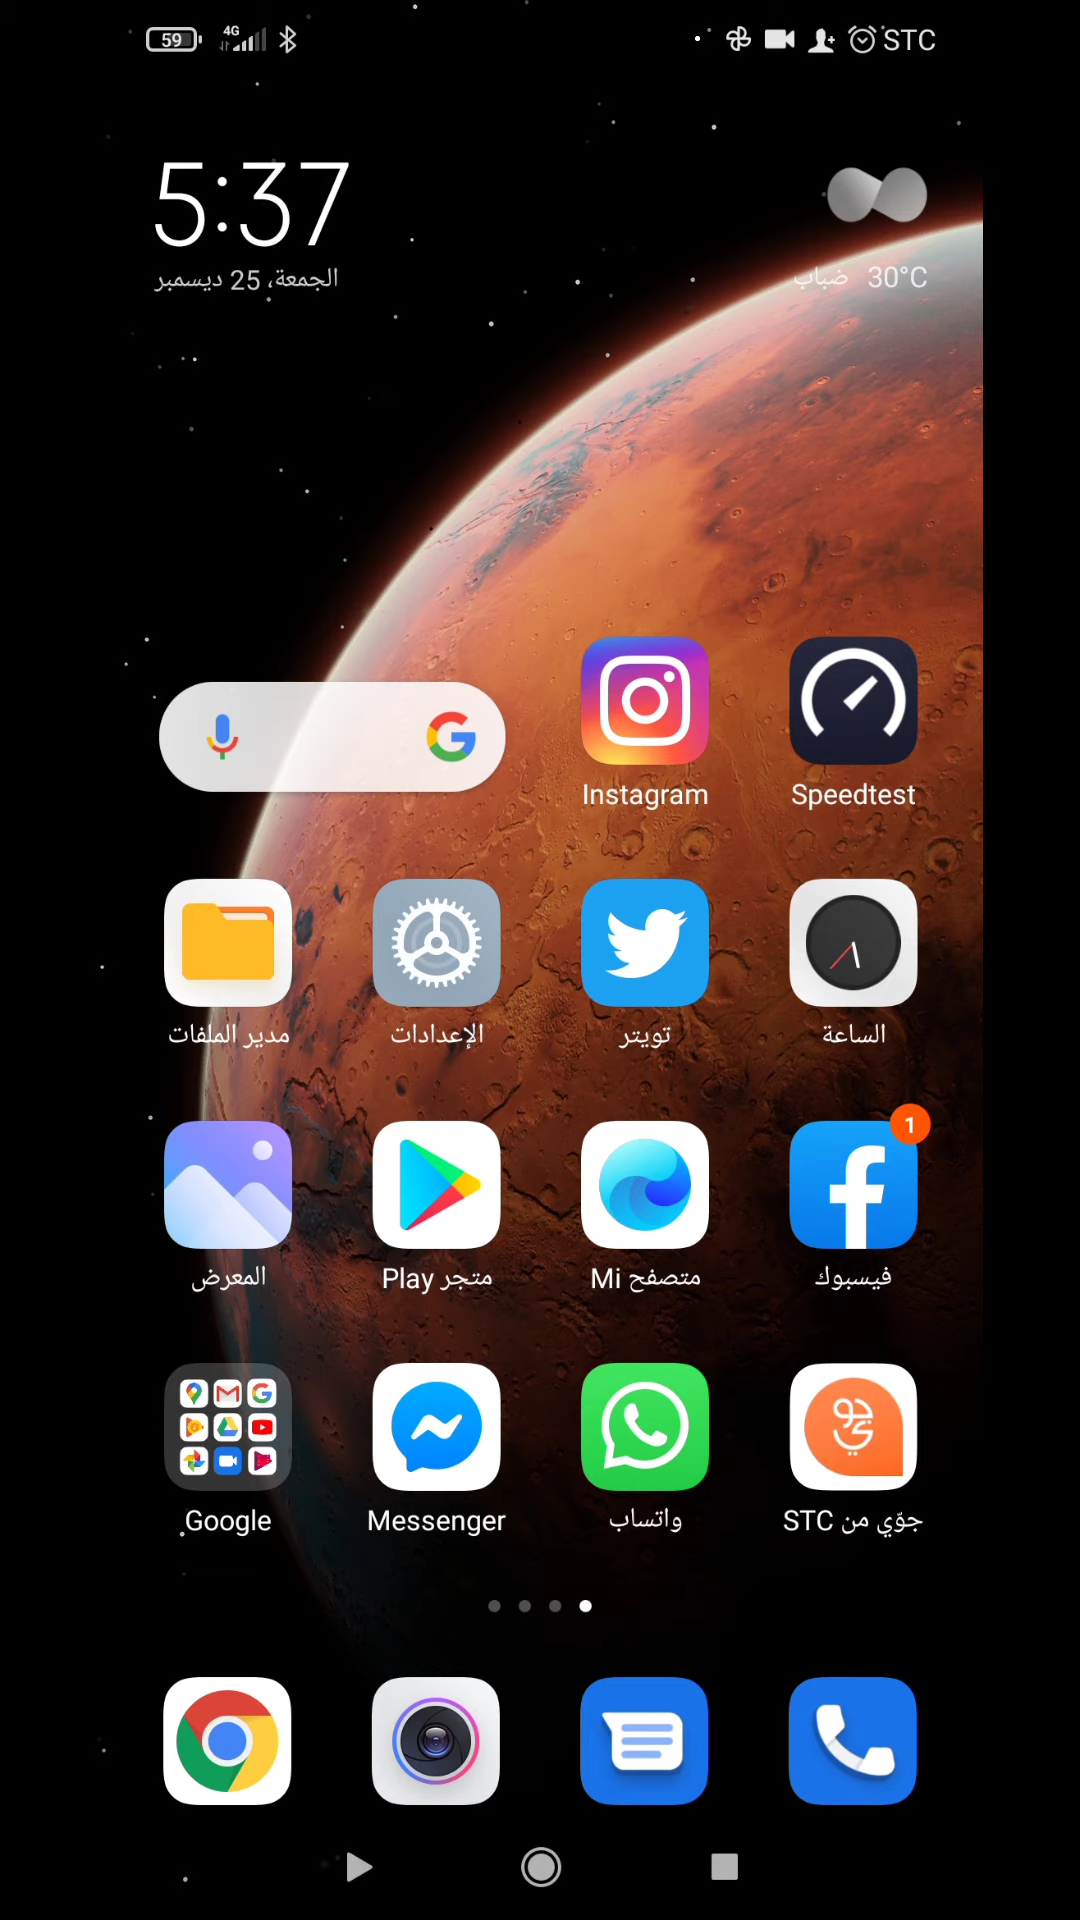 59 4G STC
5:37
الجمعة، 25 ديسمبر
30°C ضباب
Instagram
Speedtest
مدير الملفات
الإعدادات
تويتر
الساعة
1
المعرض
متجر Play
متصفح Mi
فيسبوك
جوّي
Google
Messenger
واتساب
جوّي من STC